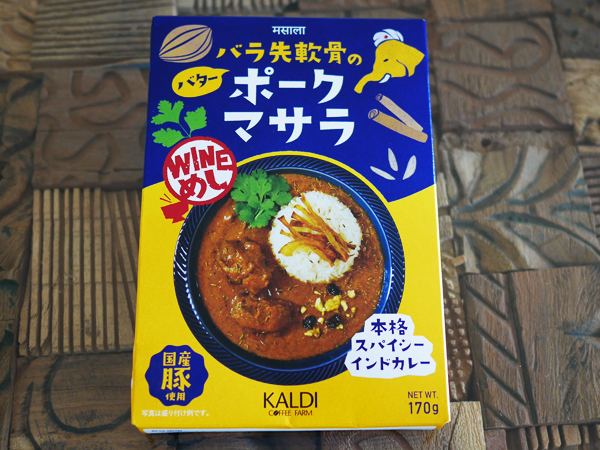 मसाला
バラ先軟骨の
バター
ポーク
マサラ
WINE
めし
本格
スパイシー
インドカレー
国産
豚
使用
写真は盛り付け例です。
KALDI
COFFEE FARM
NET WT.
170g